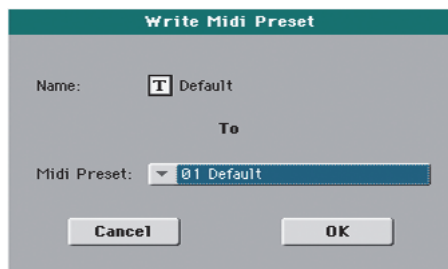 Write Midi Preset
Name: T Default
To
Midi Preset: 01 Default
Cancel OK